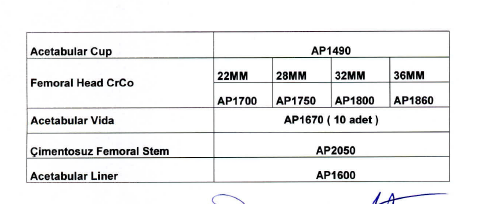 Acetabular Cup AP1490
Femoral Head CrCo 22MM 28MM 32MM 36MM
AP1700 AP1750 AP1800 AP1860
Acetabular Vida AP1670 ( 10 adet )
Çimentosuz Femoral Stem AP2050
Acetabular Liner AP1600